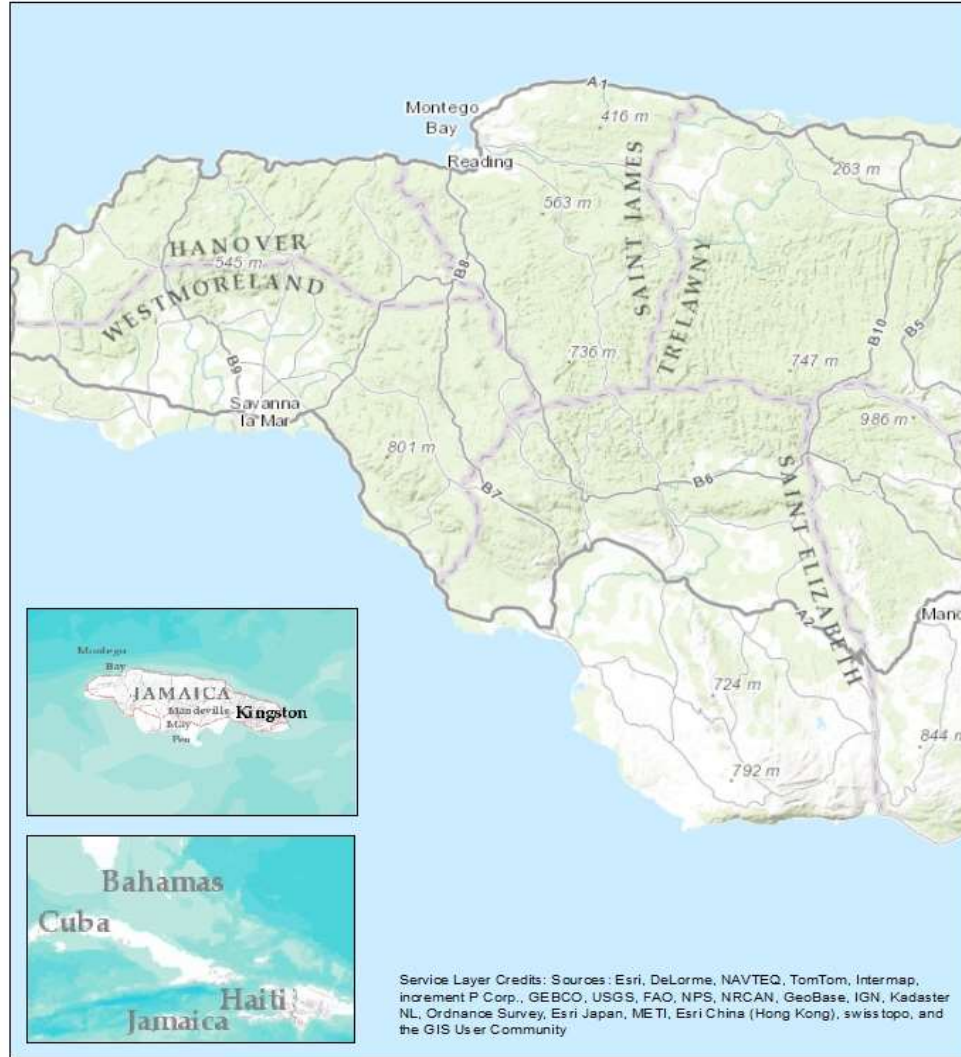 A1
Montego
Bay
416 m
Reading
263 m
SAINT JAMES
563 m
HANOVER
545 m
WESTMORELAND
B8
TRELAWNY
B10
B5
736 m
747 m
B9
Savanna
la Mar
986 m
801 m
B7
B6
SAINT ELIZABETH
A2
Manc
724 m
844 m
792 m
Montego
Bay
JAMAICA
Mandeville
Kingston
May
Pen
Bahamas
Cuba
Haiti
Jamaica
Service Layer Credits: Sources: Esri, DeLorme, NAVTEQ, TomTom, Intermap,
increment P Corp., GEBCO, USGS, FAO, NPS, NRCAN, GeoBase, IGN, Kadaster
NL, Ordnance Survey, Esri Japan, METI, Esri China (Hong Kong), swisstopo, and
the GIS User Community